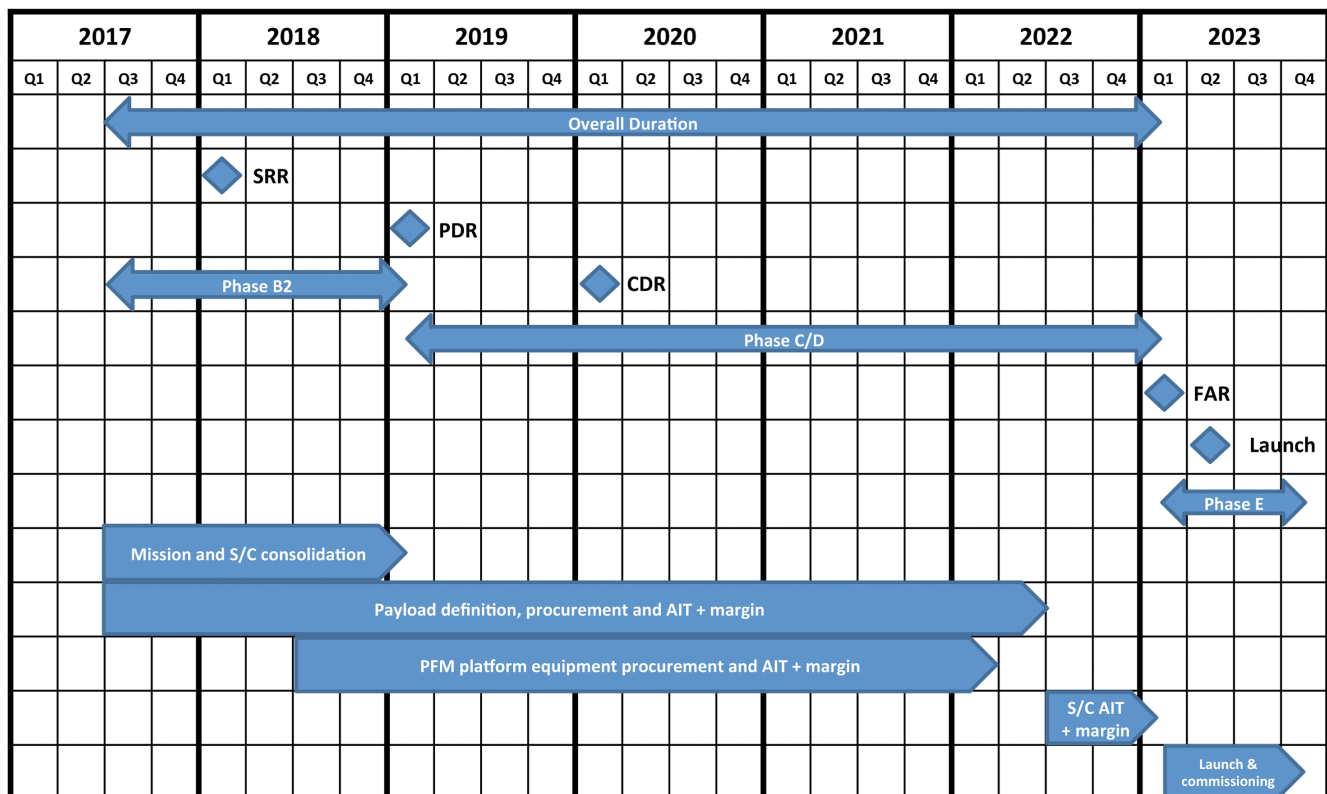 2017 2018 2019 2020 2021 2022 2023
Q1 Q2 Q3 Q4 Q1 Q2 Q3 Q4 Q1 Q2 Q3 Q4 Q1 Q2 Q3 Q4 Q1 Q2 Q3 Q4 Q1 Q2 Q3 Q4 Q1 Q2 Q3 Q4
Overall Duration
SRR
PDR
Phase B2
CDR
Phase C/D
FAR
Launch
Phase E
Mission and S/C consolidation
Payload definition, procurement and AIT + margin
PFM platform equipment procurement and AIT + margin
S/C AIT
+ margin
Launch &
commissioning